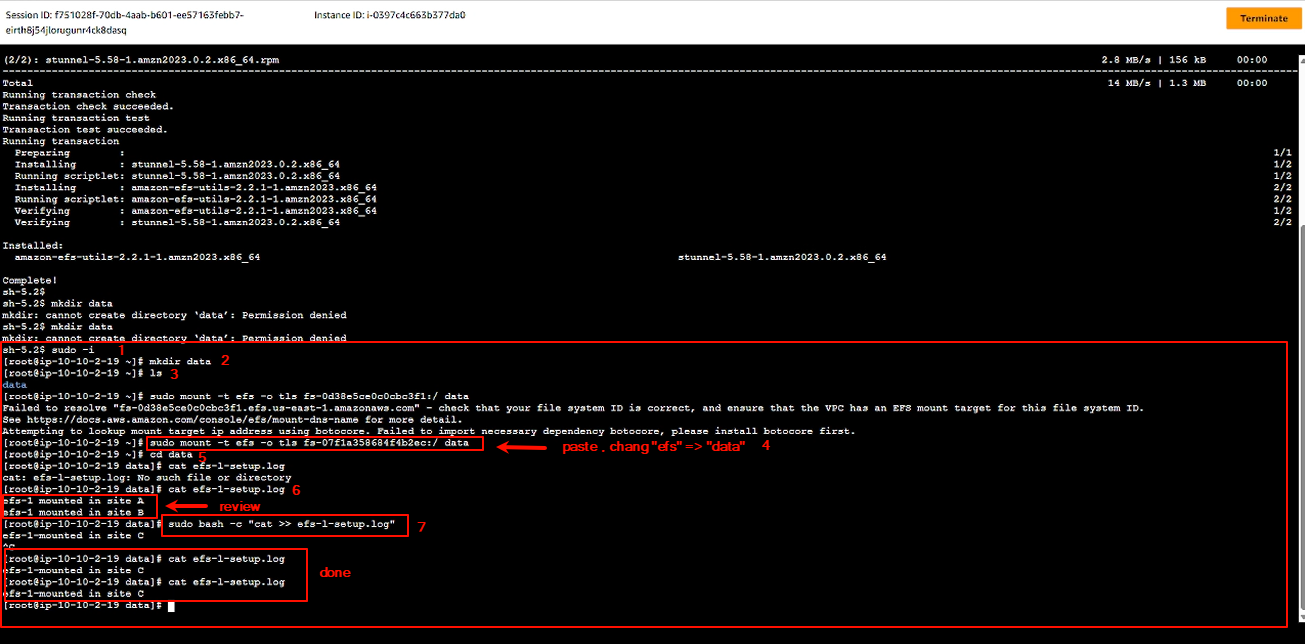 Session ID: f751028f-70db-4aab-b601-ee57163febb7-
eirth8j54jlorugunr4ck8dasq
Instance ID: i-0397c4c663b377da0
Terminate
(2/2): stunnel-5.58-1.amzn2023.0.2.x86_64.rpm 2.8 MB/s | 156 kB 00:00
--------------------------------------------------------------------------------
Total 14 MB/s | 1.3 MB 00:00
Running transaction check
Transaction check succeeded.
Running transaction test
Transaction test succeeded.
Running transaction
Preparing : 1/1
Installing : stunnel-5.58-1.amzn2023.0.2.x86_64 1/2
Running scriptlet: stunnel-5.58-1.amzn2023.0.2.x86_64 1/2
Installing : amazon-efs-utils-2.2.1-1.amzn2023.x86_64 2/2
Running scriptlet: amazon-efs-utils-2.2.1-1.amzn2023.x86_64 2/2
Verifying : amazon-efs-utils-2.2.1-1.amzn2023.x86_64 1/2
Verifying : stunnel-5.58-1.amzn2023.0.2.x86_64 2/2
Installed:
amazon-efs-utils-2.2.1-1.amzn2023.x86_64 stunnel-5.58-1.amzn2023.0.2.x86_64
Complete!
sh-5.2$
sh-5.2$ mkdir data
mkdir: cannot create directory ‘data’: Permission denied
sh-5.2$ mkdir data
mkdir: cannot create directory ‘data’: Permission denied
sh-5.2$ sudo -i 1
[root@ip-10-10-2-19 ~]# mkdir data 2
[root@ip-10-10-2-19 ~]# ls 3
data
[root@ip-10-10-2-19 ~]# sudo mount -t efs -o tls fs-0d38e5ce0c0cbc3f1:/ data
Failed to resolve "fs-0d38e5ce0c0cbc3f1.efs.us-east-1.amazonaws.com" - check that your file system ID is correct, and ensure that the VPC has an EFS mount target for this file system ID.
See https://docs.aws.amazon.com/console/efs/mount-dns-name for more detail.
Attempting to lookup mount target ip address using botocore. Failed to import necessary dependency botocore, please install botocore first.
[root@ip-10-10-2-19 ~]# sudo mount -t efs -o tls fs-07f1a358684f4b2ec:/ data paste , chang "efs" => "data" 4
[root@ip-10-10-2-19 ~]# cd data 5
[root@ip-10-10-2-19 data]# cat efs-l-setup.log
cat: efs-l-setup.log: No such file or directory
[root@ip-10-10-2-19 data]# cat efs-1-setup.log 6
efs-1 mounted in site A
efs-1 mounted in site B review
[root@ip-10-10-2-19 data]# sudo bash -c "cat >> efs-l-setup.log" 7
efs-1-mounted in site C
^C
[root@ip-10-10-2-19 data]# cat efs-l-setup.log
efs-1-mounted in site C
done
[root@ip-10-10-2-19 data]# cat efs-l-setup.log
efs-1-mounted in site C
[root@ip-10-10-2-19 data]#